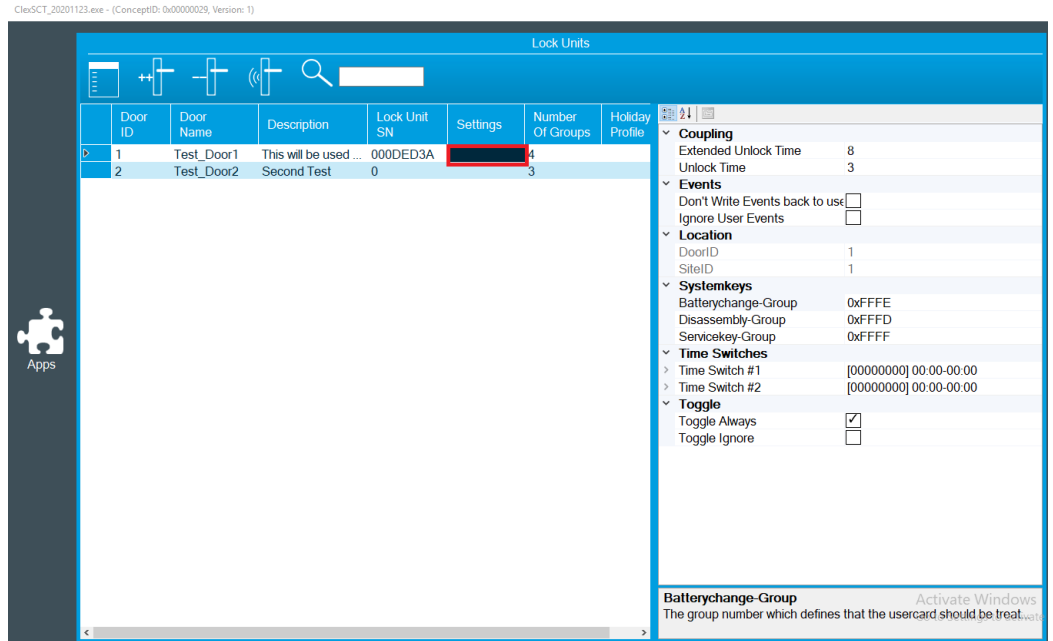 ClexSCT_20201123.exe - (ConceptID: 0x00000029, Version: 1)
Lock Units
Door ID Door Name Description Lock Unit SN Settings Number Of Groups Holiday Profile
1 Test_Door1 This will be used ... 000DED3A 4
2 Test_Door2 Second Test 0 3
Apps
Coupling
Extended Unlock Time 8
Unlock Time 3
Events
Don't Write Events back to use
Ignore User Events
Location
DoorID 1
SiteID 1
Systemkeys
Batterychange-Group 0xFFFE
Disassembly-Group 0xFFFD
Servicekey-Group 0xFFFF
Time Switches
Time Switch #1 [00000000] 00:00-00:00
Time Switch #2 [00000000] 00:00-00:00
Toggle
Toggle Always
Toggle Ignore
Batterychange-Group
The group number which defines that the usercard should be treat...
Activate Windows